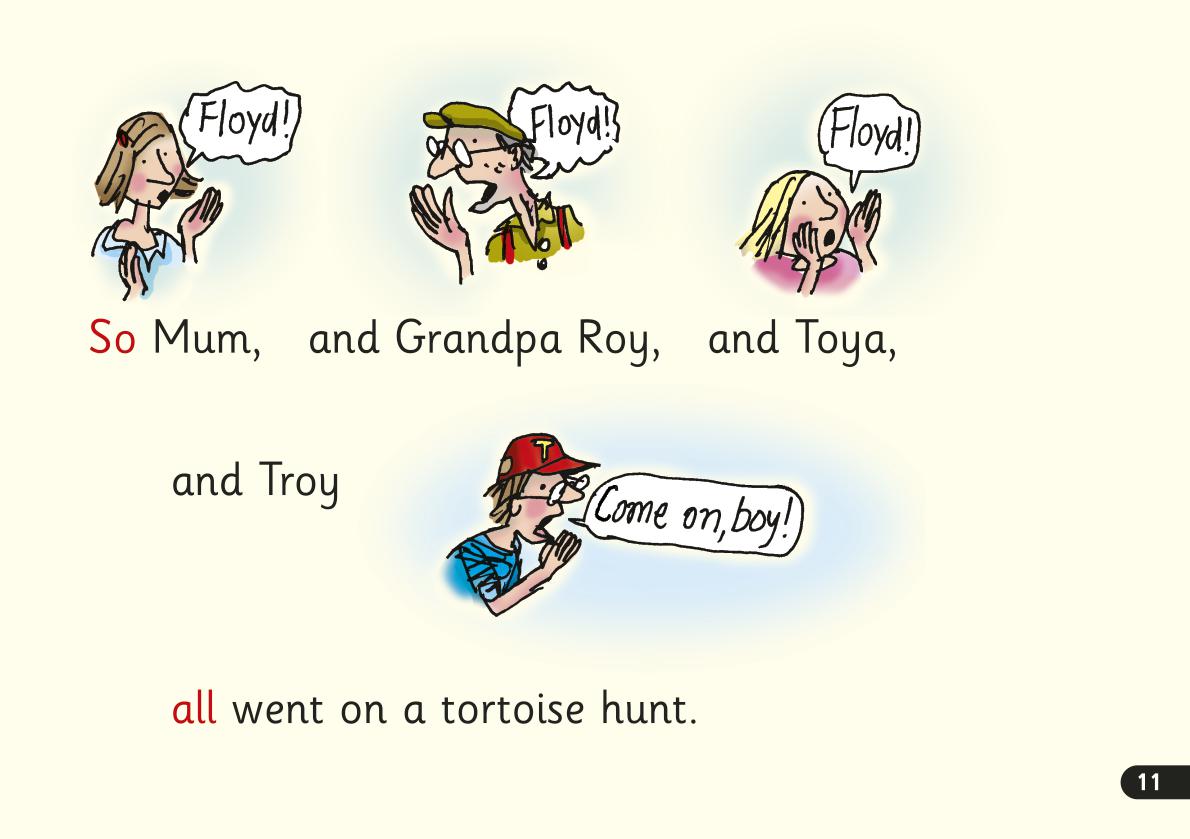 Floyd!
Floyd!
Floyd!
So Mum, and Grandpa Roy, and Toya,
and Troy
T
Come on, boy!
all went on a tortoise hunt.
11